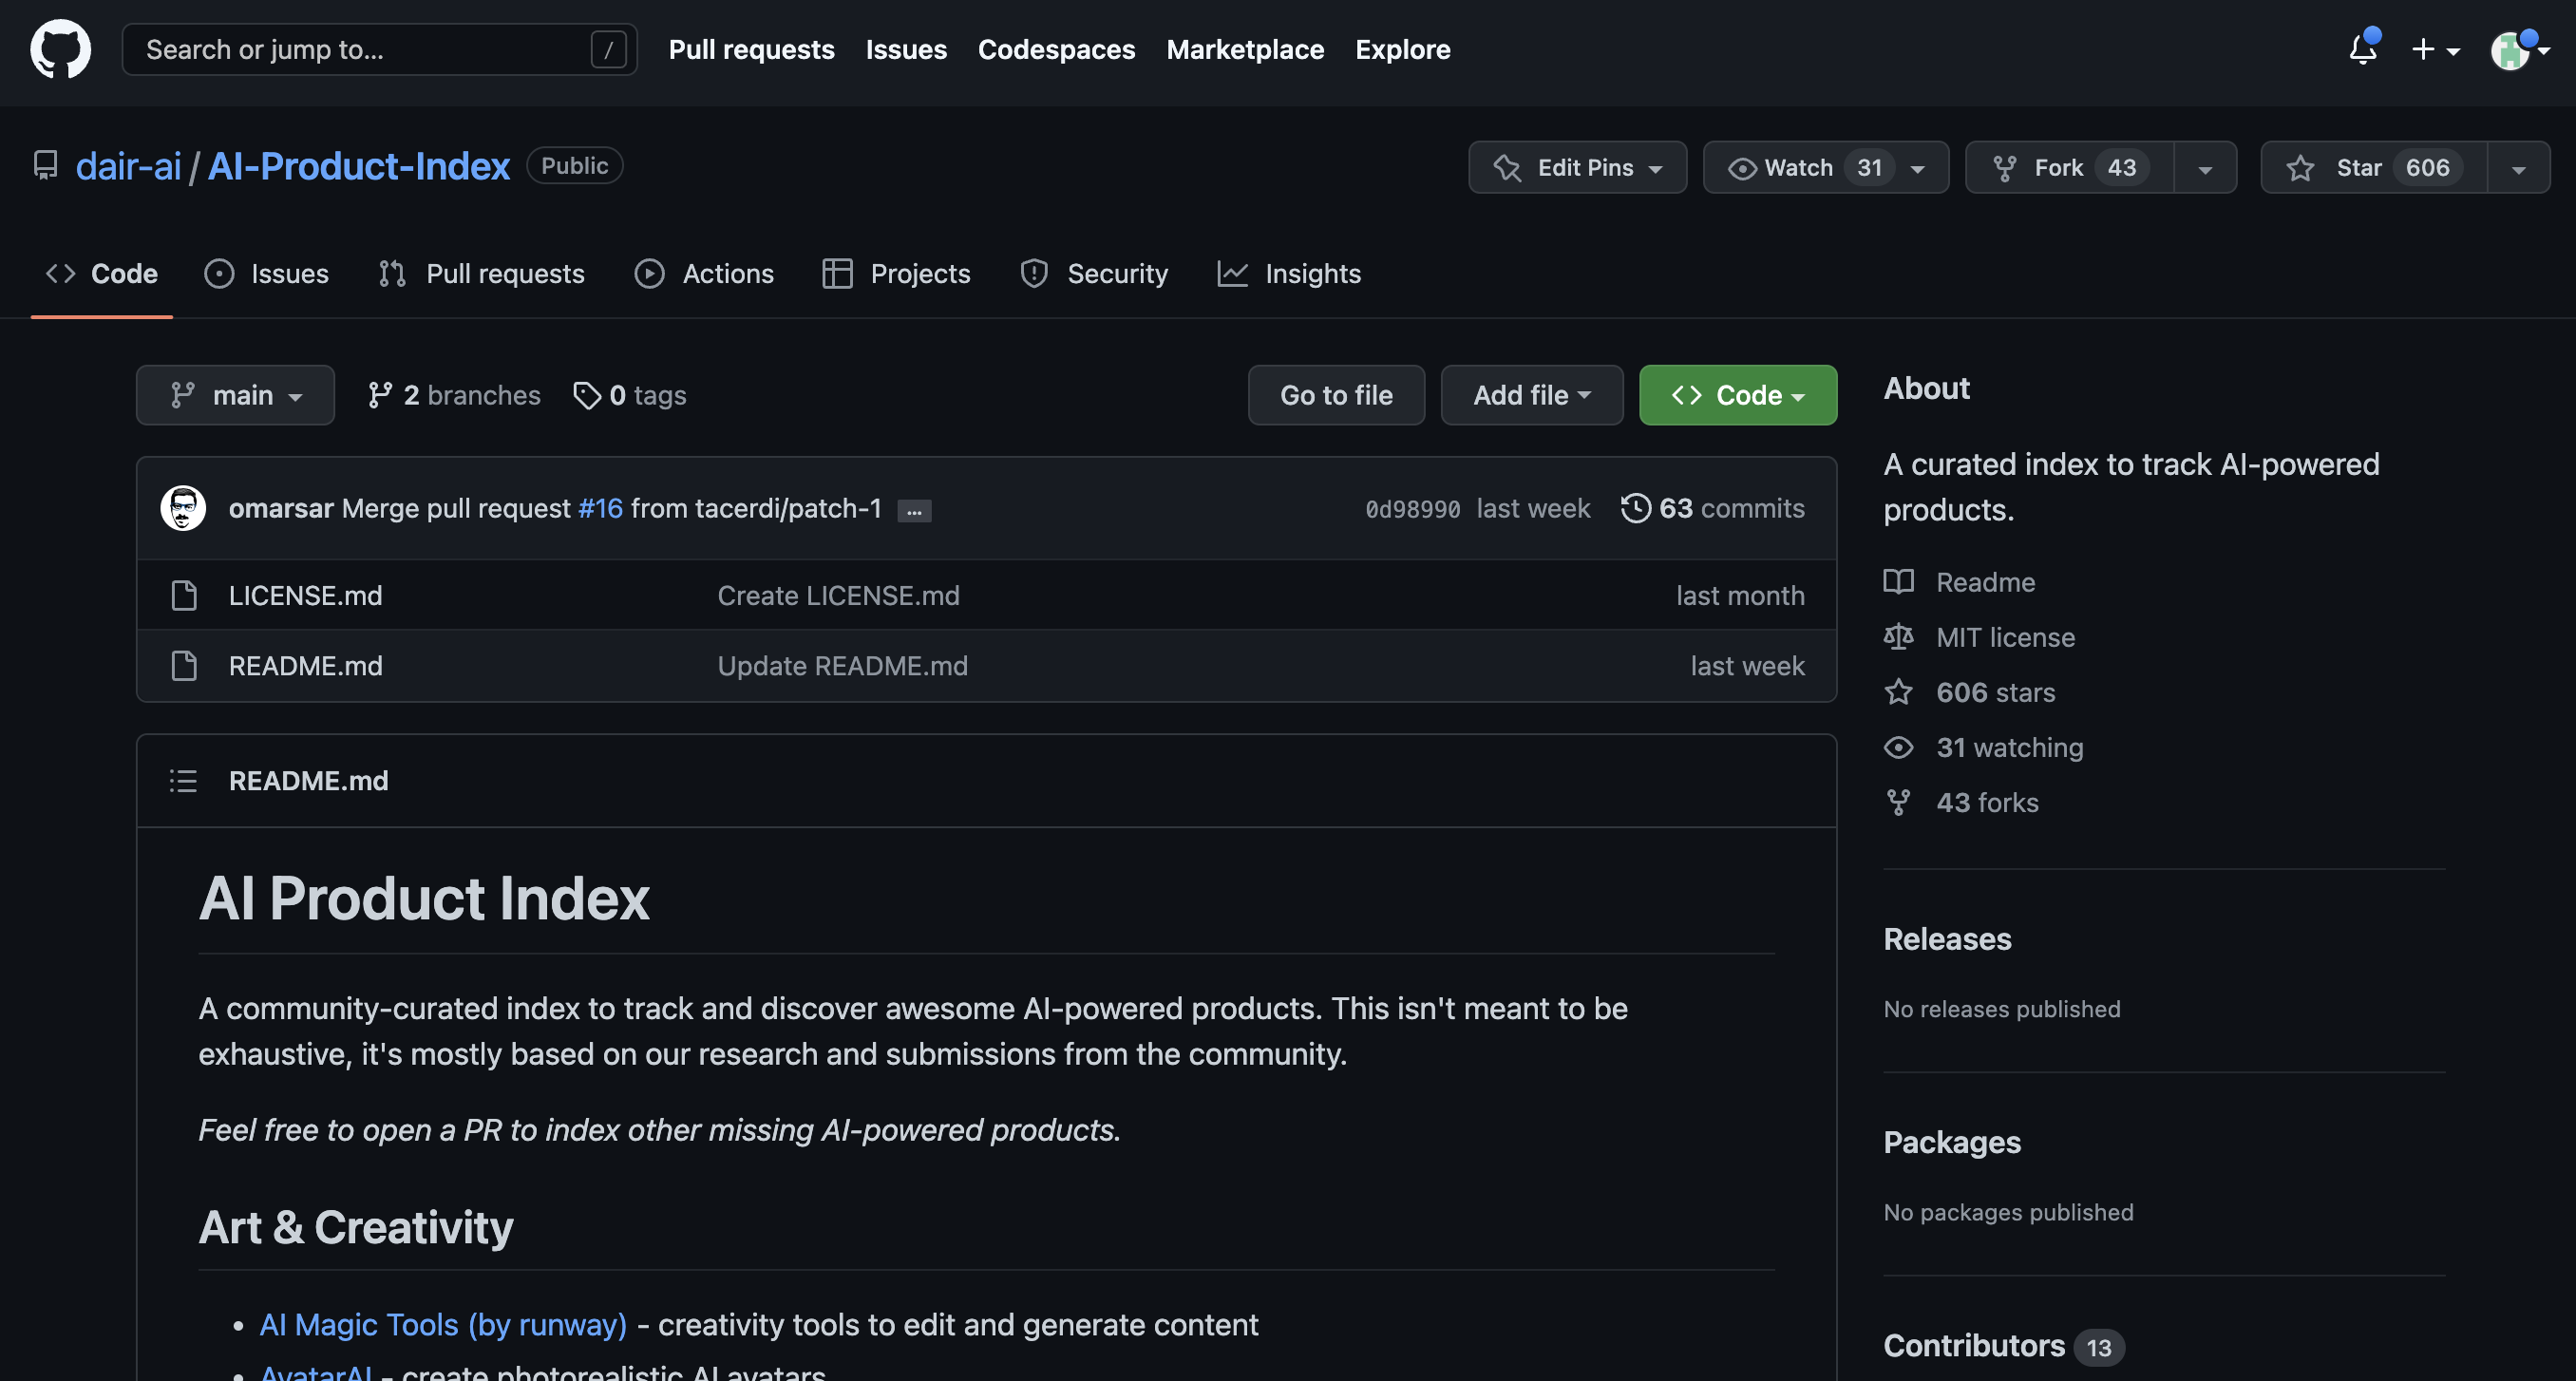 Search or jump to... /
Pull requests Issues Codespaces Marketplace Explore
dair-ai / AI-Product-Index Public
Edit Pins Watch 31 Fork 43 Star 606
Code Issues Pull requests Actions Projects Security Insights
main 2 branches 0 tags
Go to file Add file Code
omarsar Merge pull request #16 from tacerdi/patch-1 ... 0d98990 last week 63 commits
LICENSE.md Create LICENSE.md last month
README.md Update README.md last week
README.md
AI Product Index
A community-curated index to track and discover awesome AI-powered products. This isn't meant to be
exhaustive, it's mostly based on our research and submissions from the community.
Feel free to open a PR to index other missing AI-powered products.
Art & Creativity
• AI Magic Tools (by runway) - creativity tools to edit and generate content
• AvatarAI - create photorealistic AI avatars
About
A curated index to track AI-powered
products.
Readme
MIT license
606 stars
31 watching
43 forks
Releases
No releases published
Packages
No packages published
Contributors 13